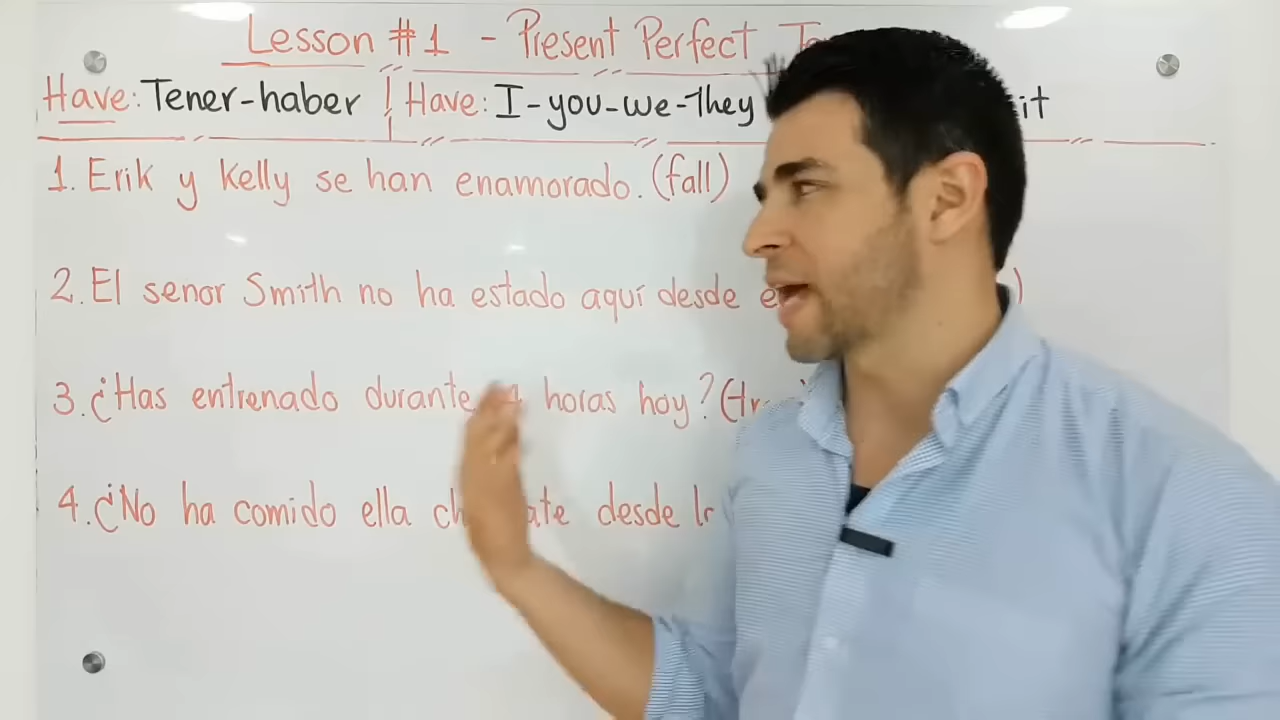 Lesson #1 - Present Perfect
Have: Tener-haber | Have: I-you-we-They it
1. Erik y Kelly se han enamorado. (fall)
2. El senor Smith no ha estado aquí desde
3. ¿Has entrenado durante 4 horas hoy?
4. ¿No ha comido ella desde